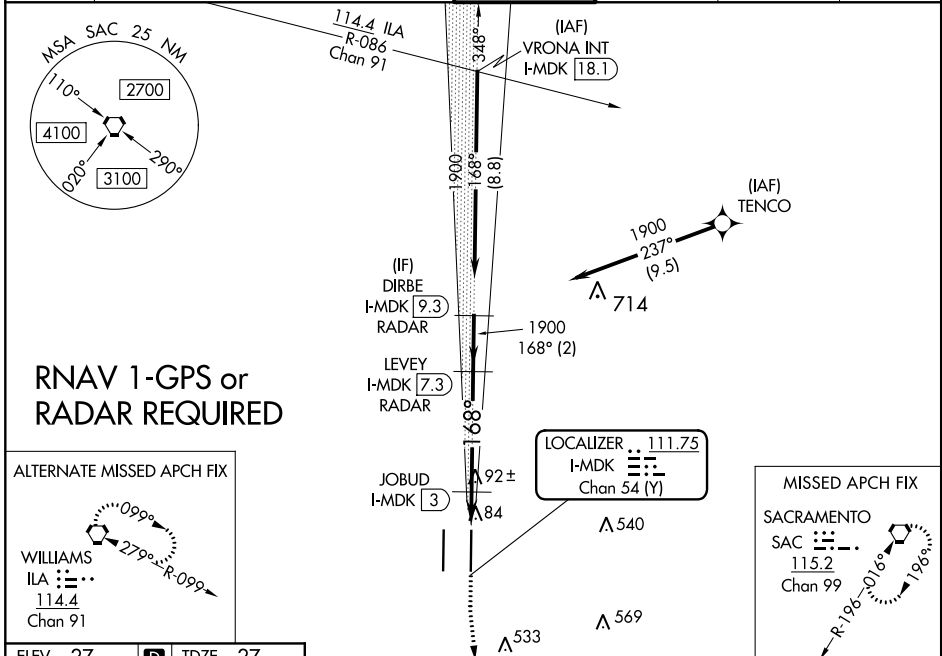 MSA SAC 25 NM
110°
2700
4100
020°
290°
3100
114.4 ILA
R-086
Chan 91
348°
(IAF)
VRONA INT
I-MDK 18.1
1900
168°
(8.8)
(IAF)
TENCO
1900
237°
(9.5)
714
(IF)
DIRBE
I-MDK 9.3
RADAR
1900
168° (2)
LEVEY
I-MDK 7.3
RADAR
168°
RNAV 1-GPS or
RADAR REQUIRED
LOCALIZER 111.75
I-MDK
Chan 54 (Y)
JOBUD
I-MDK 3
92±
84
540
569
533
ALTERNATE MISSED APCH FIX
099°
279°
R-099
WILLIAMS
ILA
114.4
Chan 91
MISSED APCH FIX
SACRAMENTO
SAC
115.2
Chan 99
R-196
016°
196°
ELEV 27 D TDZE 27